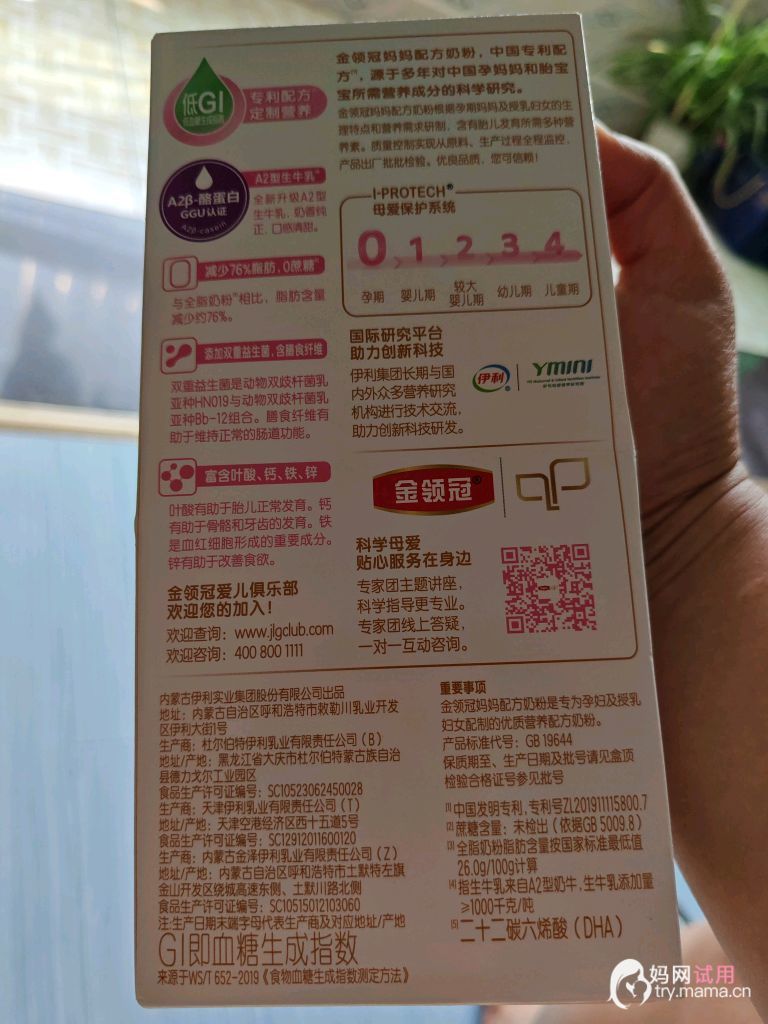 低GI
低血糖生成指数
专利配方
定制营养
A2β-酪蛋白
GGU认证
A2β-casein
A2型生牛乳
全新升级A2型
生牛乳，奶香纯
正，口感清甜。
减少76%脂肪，0蔗糖
与全脂奶粉相比，脂肪含量
减少约76%。
添加双重益生菌，含膳食纤维
双重益生菌是动物双歧杆菌乳
亚种HN019与动物双歧杆菌乳
亚种Bb-12组合。膳食纤维有
助于维持正常的肠道功能。
富含叶酸、钙、铁、锌
叶酸有助于胎儿正常发育。钙
有助于骨骼和牙齿的发育。铁
是血红细胞形成的重要成分。
锌有助于改善食欲。
金领冠爱儿俱乐部
欢迎您的加入！
欢迎查询：www.jlgclub.com
欢迎咨询：400 800 1111
金领冠妈妈配方奶粉，中国专利配
方，源于多年对中国孕妈妈和胎宝
宝所需营养成分的科学研究。
金领冠妈妈配方奶粉根据孕期妈妈及授乳妇女的生
理特点和营养需求研制，含有胎儿发育所需多种营
养素。质量控制实现从原料、生产过程全程监控，
产品出厂批批检验。优良品质，您可信赖！
I-PROTECH®
母爱保护系统
0 1 2 3 4
孕期 婴儿期 较大婴儿期 幼儿期 儿童期
国际研究平台
助力创新科技
伊利集团长期与国
内外众多营养研究
机构进行技术交流，
助力创新科技研发。
伊利
YMINI
金领冠®
科学母爱
贴心服务在身边
专家团主题讲座，
科学指导更专业。
专家团线上答疑，
一对一互动咨询。
内蒙古伊利实业集团股份有限公司出品
地址：内蒙古自治区呼和浩特市敕勒川乳业开发
区伊利大街1号
生产商：杜尔伯特伊利乳业有限责任公司（B）
地址/产地：黑龙江省大庆市杜尔伯特蒙古族自治
县德力戈尔工业园区
食品生产许可证编号：SC10523062450028
生产商：天津伊利乳业有限责任公司（T）
地址/产地：天津空港经济区西十五道5号
食品生产许可证编号：SC12912011600120
生产商：内蒙古金泽伊利乳业有限责任公司（Z）
地址/产地：内蒙古自治区呼和浩特市土默特左旗
金山开发区绕城高速东侧、土默川路北侧
食品生产许可证编号：SC10515012103060
注:生产日期末端字母代表生产商及对应地址/产地
GI即血糖生成指数
来源于WS/T 652-2019《食物血糖生成指数测定方法》
重要事项
金领冠妈妈配方奶粉是专为孕妇及授乳
妇女配制的优质营养配方奶粉。
产品标准代号：GB 19644
保质期至、生产日期及批号请见盒顶
检验合格证号参见批号
[1]中国发明专利，专利号ZL201911115800.7
[2]蔗糖含量：未检出（依据GB 5009.8）
[3]全脂奶粉脂肪含量按国家标准最低值
26.0g/100g计算
[4]指生牛乳来自A2型奶牛，生牛乳添加量
≥1000千克/吨
[5]二十二碳六烯酸（DHA）
妈网试用
try.mama.cn